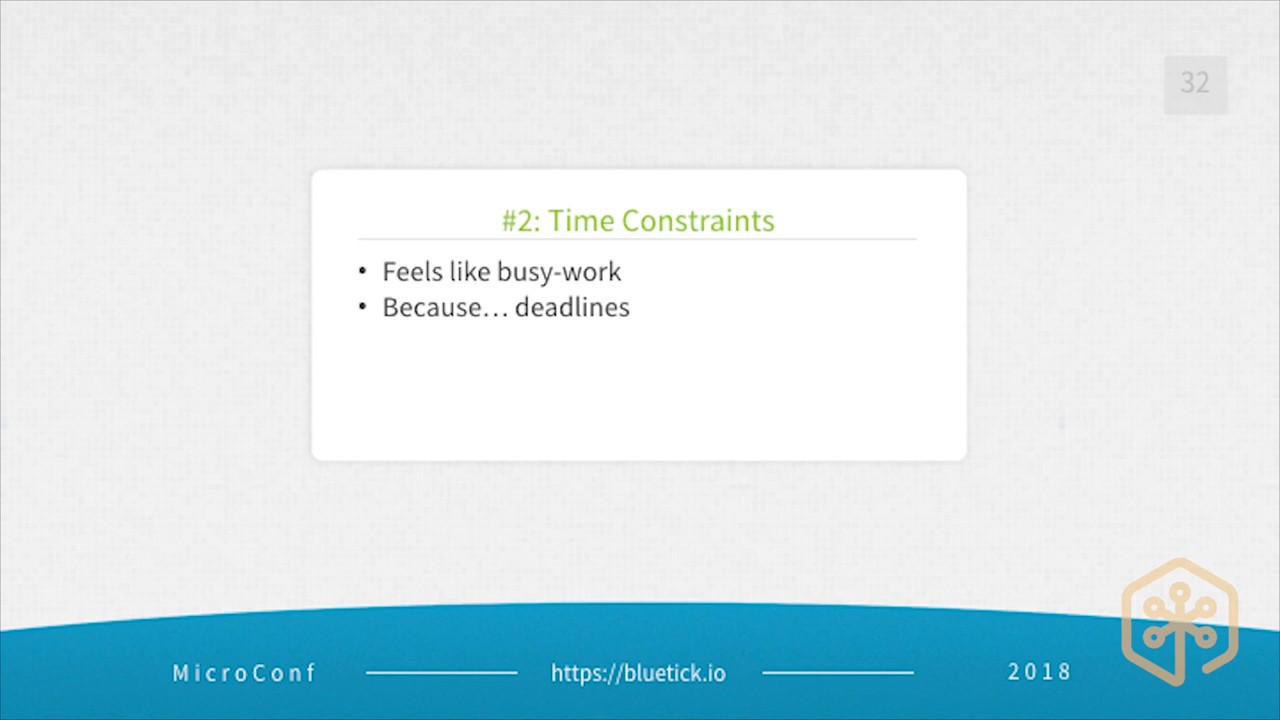 32
#2: Time Constraints
• Feels like busy-work
• Because… deadlines
MicroConf https://bluetick.io 2018